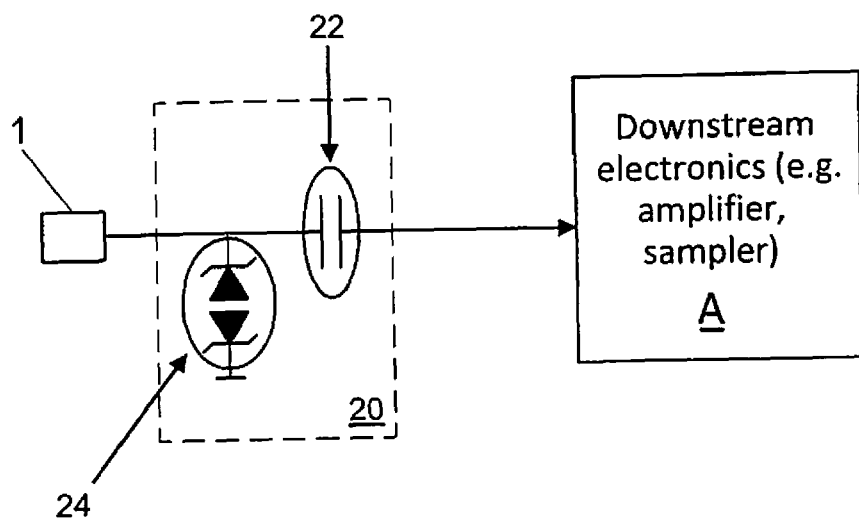 22
1
Downstream
electronics (e.g.
amplifier,
sampler)
A
20
24